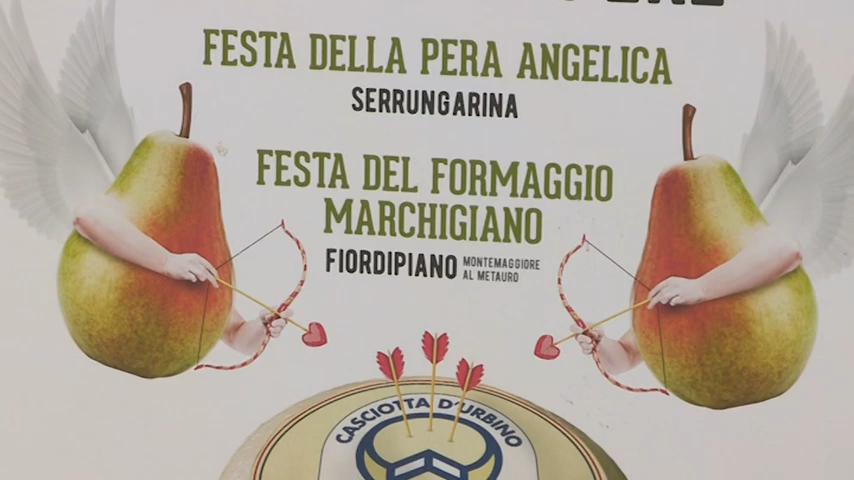 FESTA DELLA PERA ANGELICA
SERRUNGARINA
FESTA DEL FORMAGGIO
MARCHIGIANO
FIORDIPIANO MONTEMAGGIORE
AL METAURO
CASCIOTTA D'URBINO